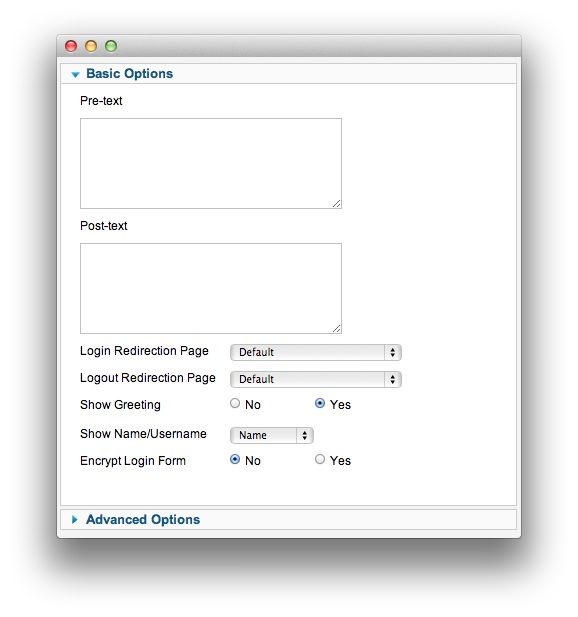 Basic Options
Pre-text
Post-text
Login Redirection Page Default
Logout Redirection Page Default
Show Greeting No Yes
Show Name/Username Name
Encrypt Login Form No Yes
Advanced Options